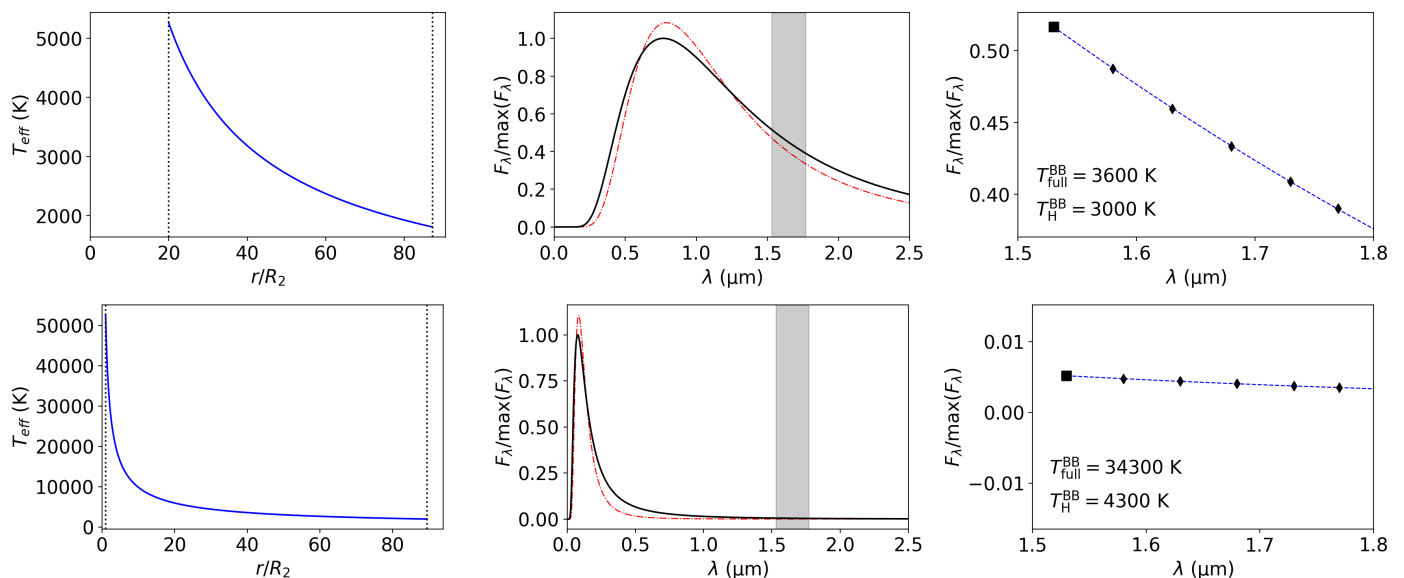 T_eff (K)
5000
4000
3000
2000
0 20 40 60 80
r/R_2
F_λ/max(F_λ)
1.0
0.8
0.6
0.4
0.2
0.0
0.0 0.5 1.0 1.5 2.0 2.5
λ (μm)
F_λ/max(F_λ)
0.50
0.45
0.40
T_full^BB = 3600 K
T_H^BB = 3000 K
1.5 1.6 1.7 1.8
λ (μm)
T_eff (K)
50000
40000
30000
20000
10000
0
0 20 40 60 80
r/R_2
F_λ/max(F_λ)
1.00
0.75
0.50
0.25
0.00
0.0 0.5 1.0 1.5 2.0 2.5
λ (μm)
F_λ/max(F_λ)
0.01
0.00
−0.01
T_full^BB = 34300 K
T_H^BB = 4300 K
1.5 1.6 1.7 1.8
λ (μm)